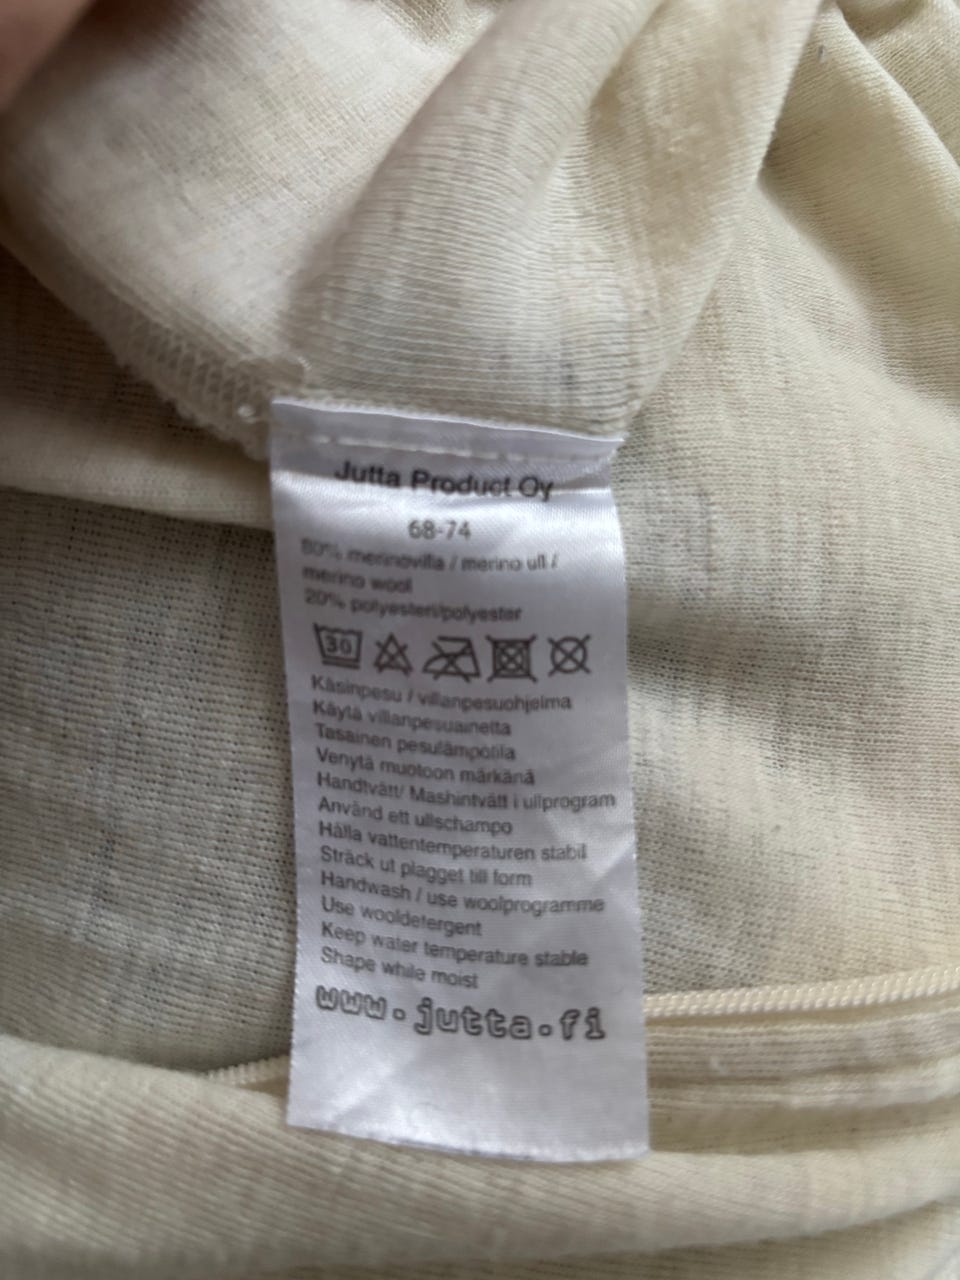 Jutta Product Oy
68-74
80% merinovilla / merino ull /
merino wool
20% polyesteri/polyester
30
Käsinpesu / villanpesuohjelma
Käytä villanpesuainetta
Tasainen pesulämpötila
Venytä muotoon märkänä
Handtvätt/ Mashintvätt i ullprogram
Använd ett ullschampo
Hålla vattentemperaturen stabil
Sträck ut plagget till form
Handwash / use woolprogramme
Use wooldetergent
Keep water temperature stable
Shape while moist
www.jutta.fi